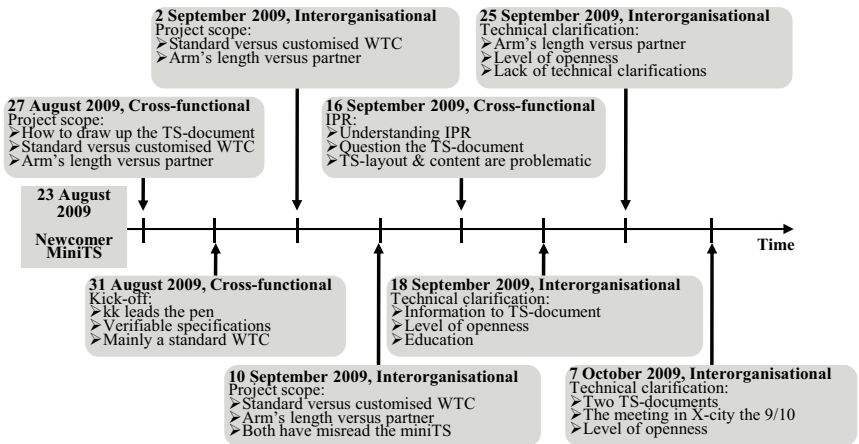 2 September 2009, Interorganisational
Project scope:
➢Standard versus customised WTC
➢Arm's length versus partner
25 September 2009, Interorganisational
Technical clarification:
➢Arm's length versus partner
➢Level of openness
➢Lack of technical clarifications
27 August 2009, Cross-functional
Project scope:
➢How to draw up the TS-document
➢Standard versus customised WTC
➢Arm's length versus partner
16 September 2009, Cross-functional
IPR:
➢Understanding IPR
➢Question the TS-document
➢TS-layout & content are problematic
23 August
2009
Newcomer
MiniTS
Time
31 August 2009, Cross-functional
Kick-off:
➢kk leads the pen
➢Verifiable specifications
➢Mainly a standard WTC
18 September 2009, Interorganisational
Technical clarification:
➢Information to TS-document
➢Level of openness
➢Education
10 September 2009, Interorganisational
Project scope:
➢Standard versus customised WTC
➢Arm's length versus partner
➢Both have misread the miniTS
7 October 2009, Interorganisational
Technical clarification:
➢Two TS-documents
➢The meeting in X-city the 9/10
➢Level of openness